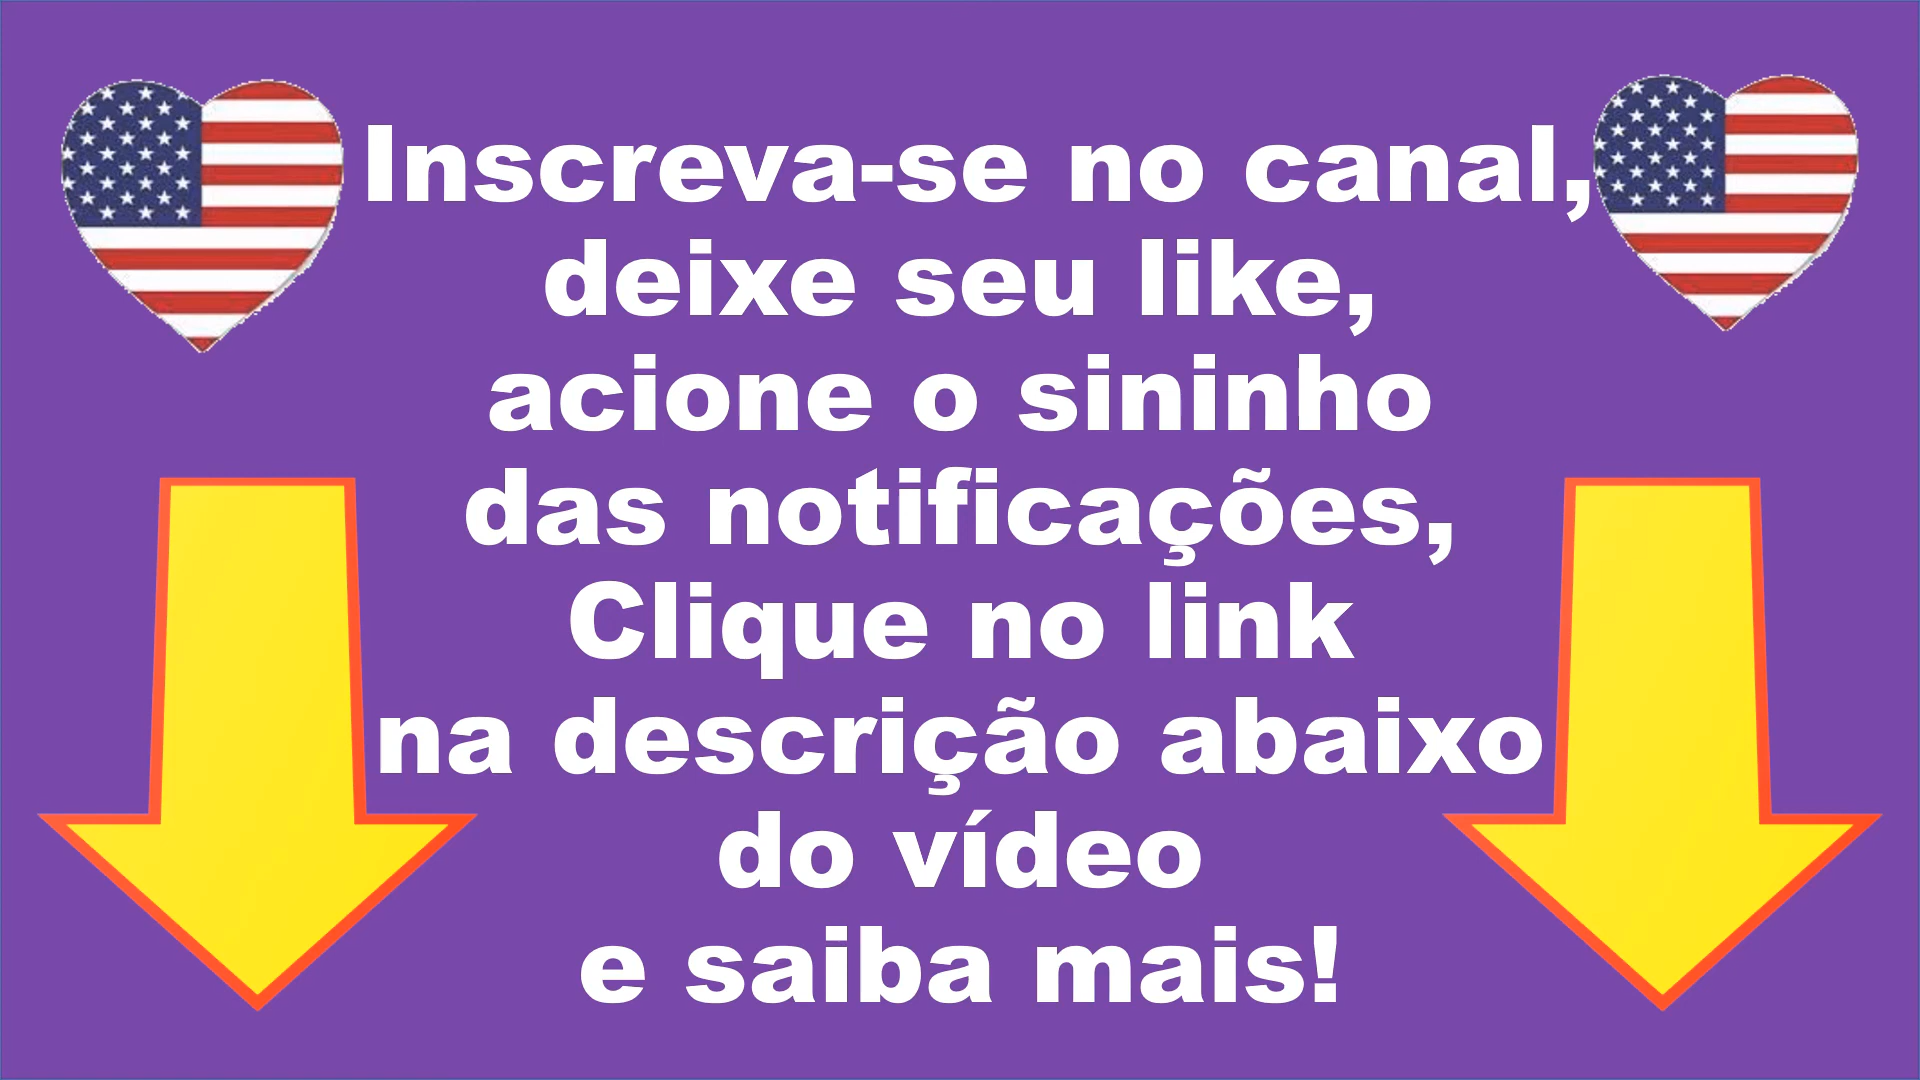 Inscreva-se no canal,
deixe seu like,
acione o sininho
das notificações,
Clique no link
na descrição abaixo
do vídeo
e saiba mais!